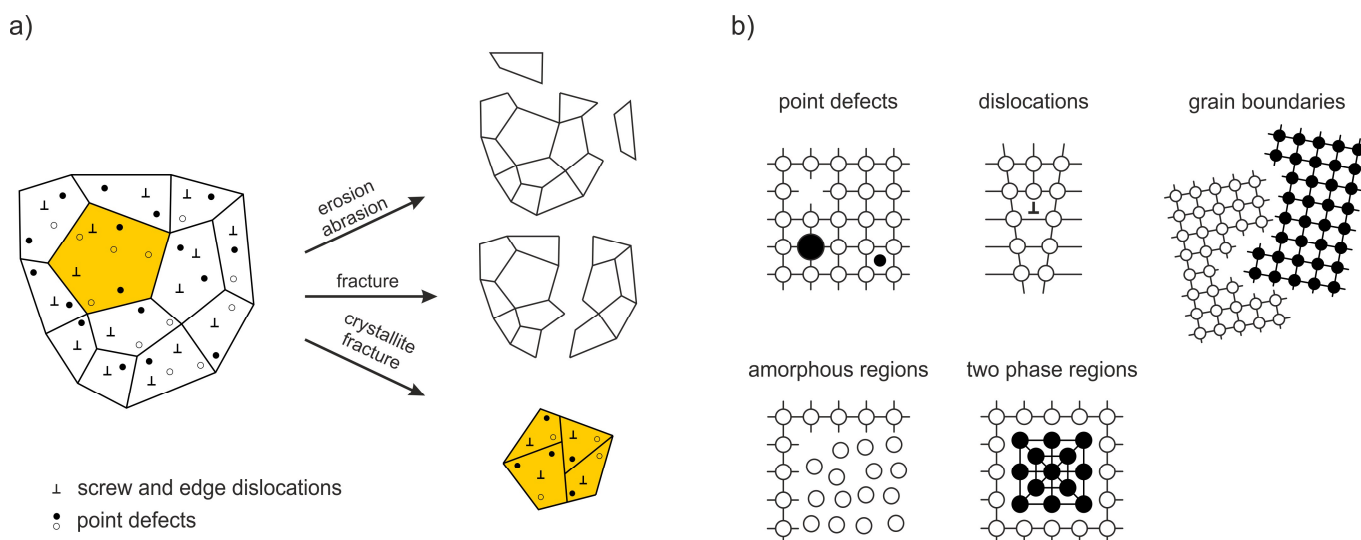 a)
erosion
abrasion
fracture
crystallite
fracture
screw and edge dislocations
point defects
b)
point defects
dislocations
grain boundaries
amorphous regions
two phase regions